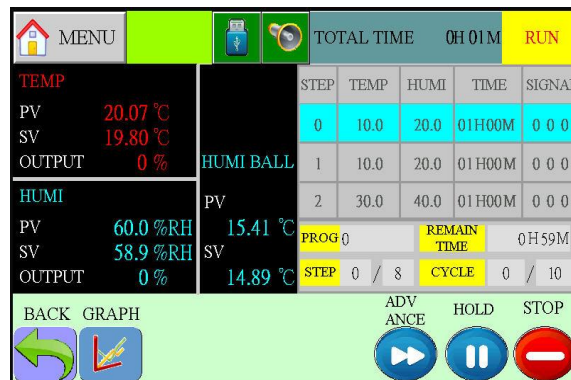 MENU
TOTAL TIME 0H 01M RUN
TEMP
PV 20.07 ℃
SV 19.80 ℃
OUTPUT 0 %
HUMI
PV 60.0 %RH
SV 58.9 %RH
OUTPUT 0 %
HUMI BALL
PV
15.41 ℃
SV
14.89 ℃
STEP TEMP HUMI TIME SIGNA
0 10.0 20.0 01H00M 0 0 0
1 10.0 20.0 01H00M 0 0 0
2 30.0 40.0 01H00M 0 0 0
PROG 0 REMAIN TIME 0H59M
STEP 0 / 8 CYCLE 0 / 10
BACK GRAPH
ADV
ANCE
HOLD STOP